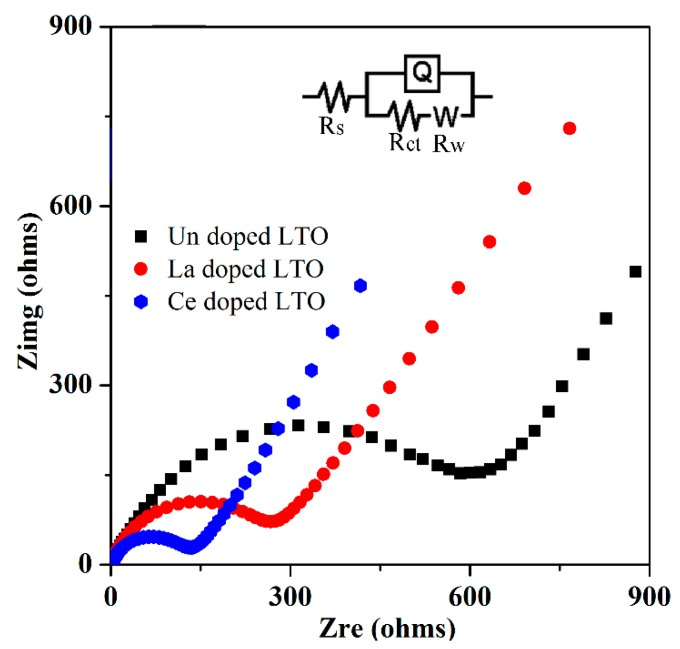 900
Q
Rs
Rct
Rw
600
Un doped LTO
La doped LTO
Ce doped LTO
Zimg (ohms)
300
0
0 300 600 900
Zre (ohms)